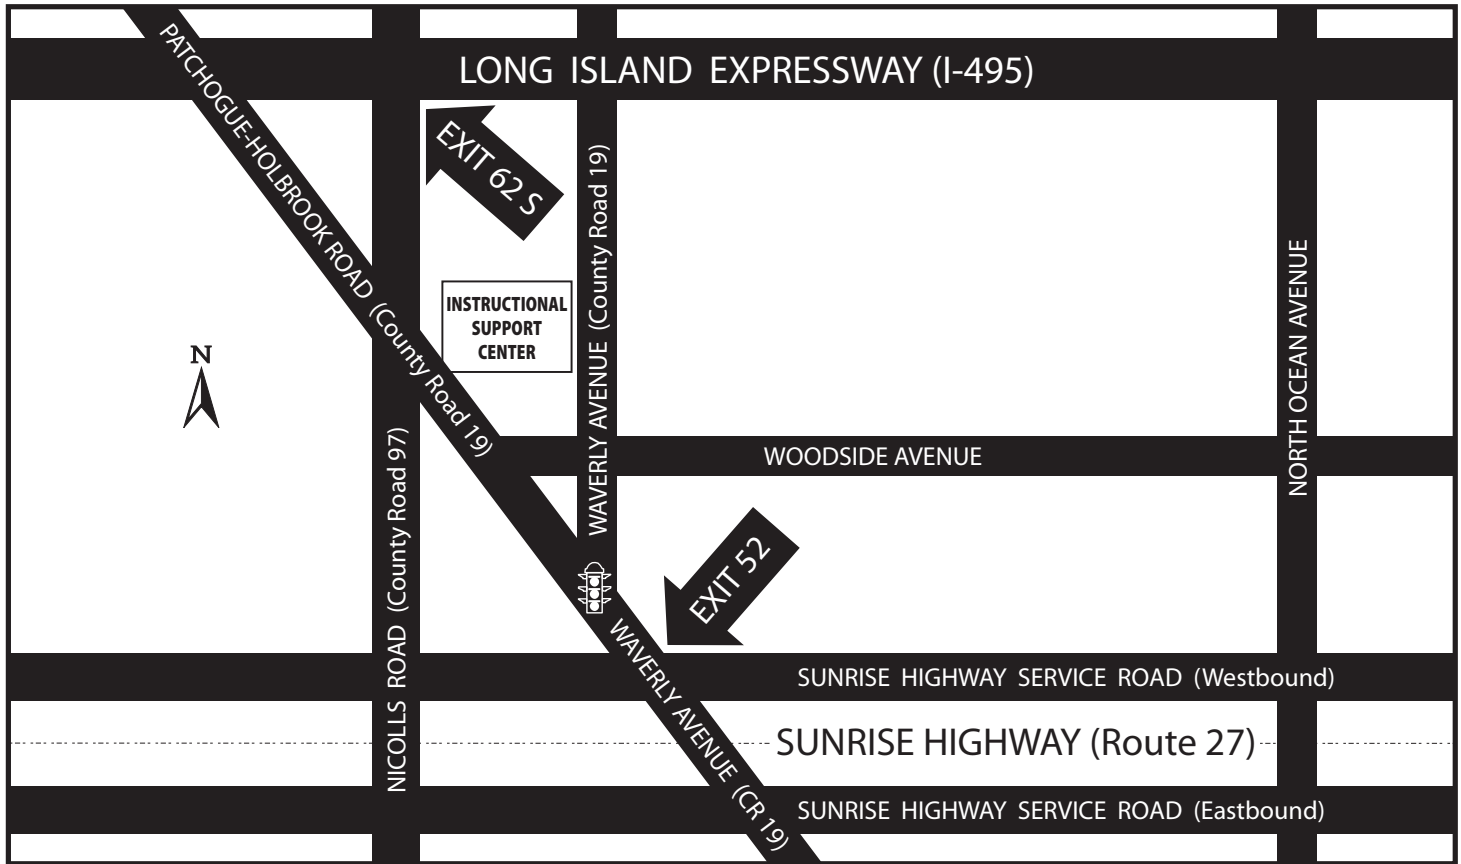 LONG ISLAND EXPRESSWAY (I-495)
PATCHOGUE-HOLBROOK ROAD (County Road 19)
EXIT 62 S
WAVERLY AVENUE (County Road 19)
INSTRUCTIONAL
SUPPORT
CENTER
N
NORTH OCEAN AVENUE
WOODSIDE AVENUE
NICOLLS ROAD (County Road 97)
EXIT 52
WAVERLY AVENUE (CR 19)
SUNRISE HIGHWAY SERVICE ROAD (Westbound)
SUNRISE HIGHWAY (Route 27)
SUNRISE HIGHWAY SERVICE ROAD (Eastbound)